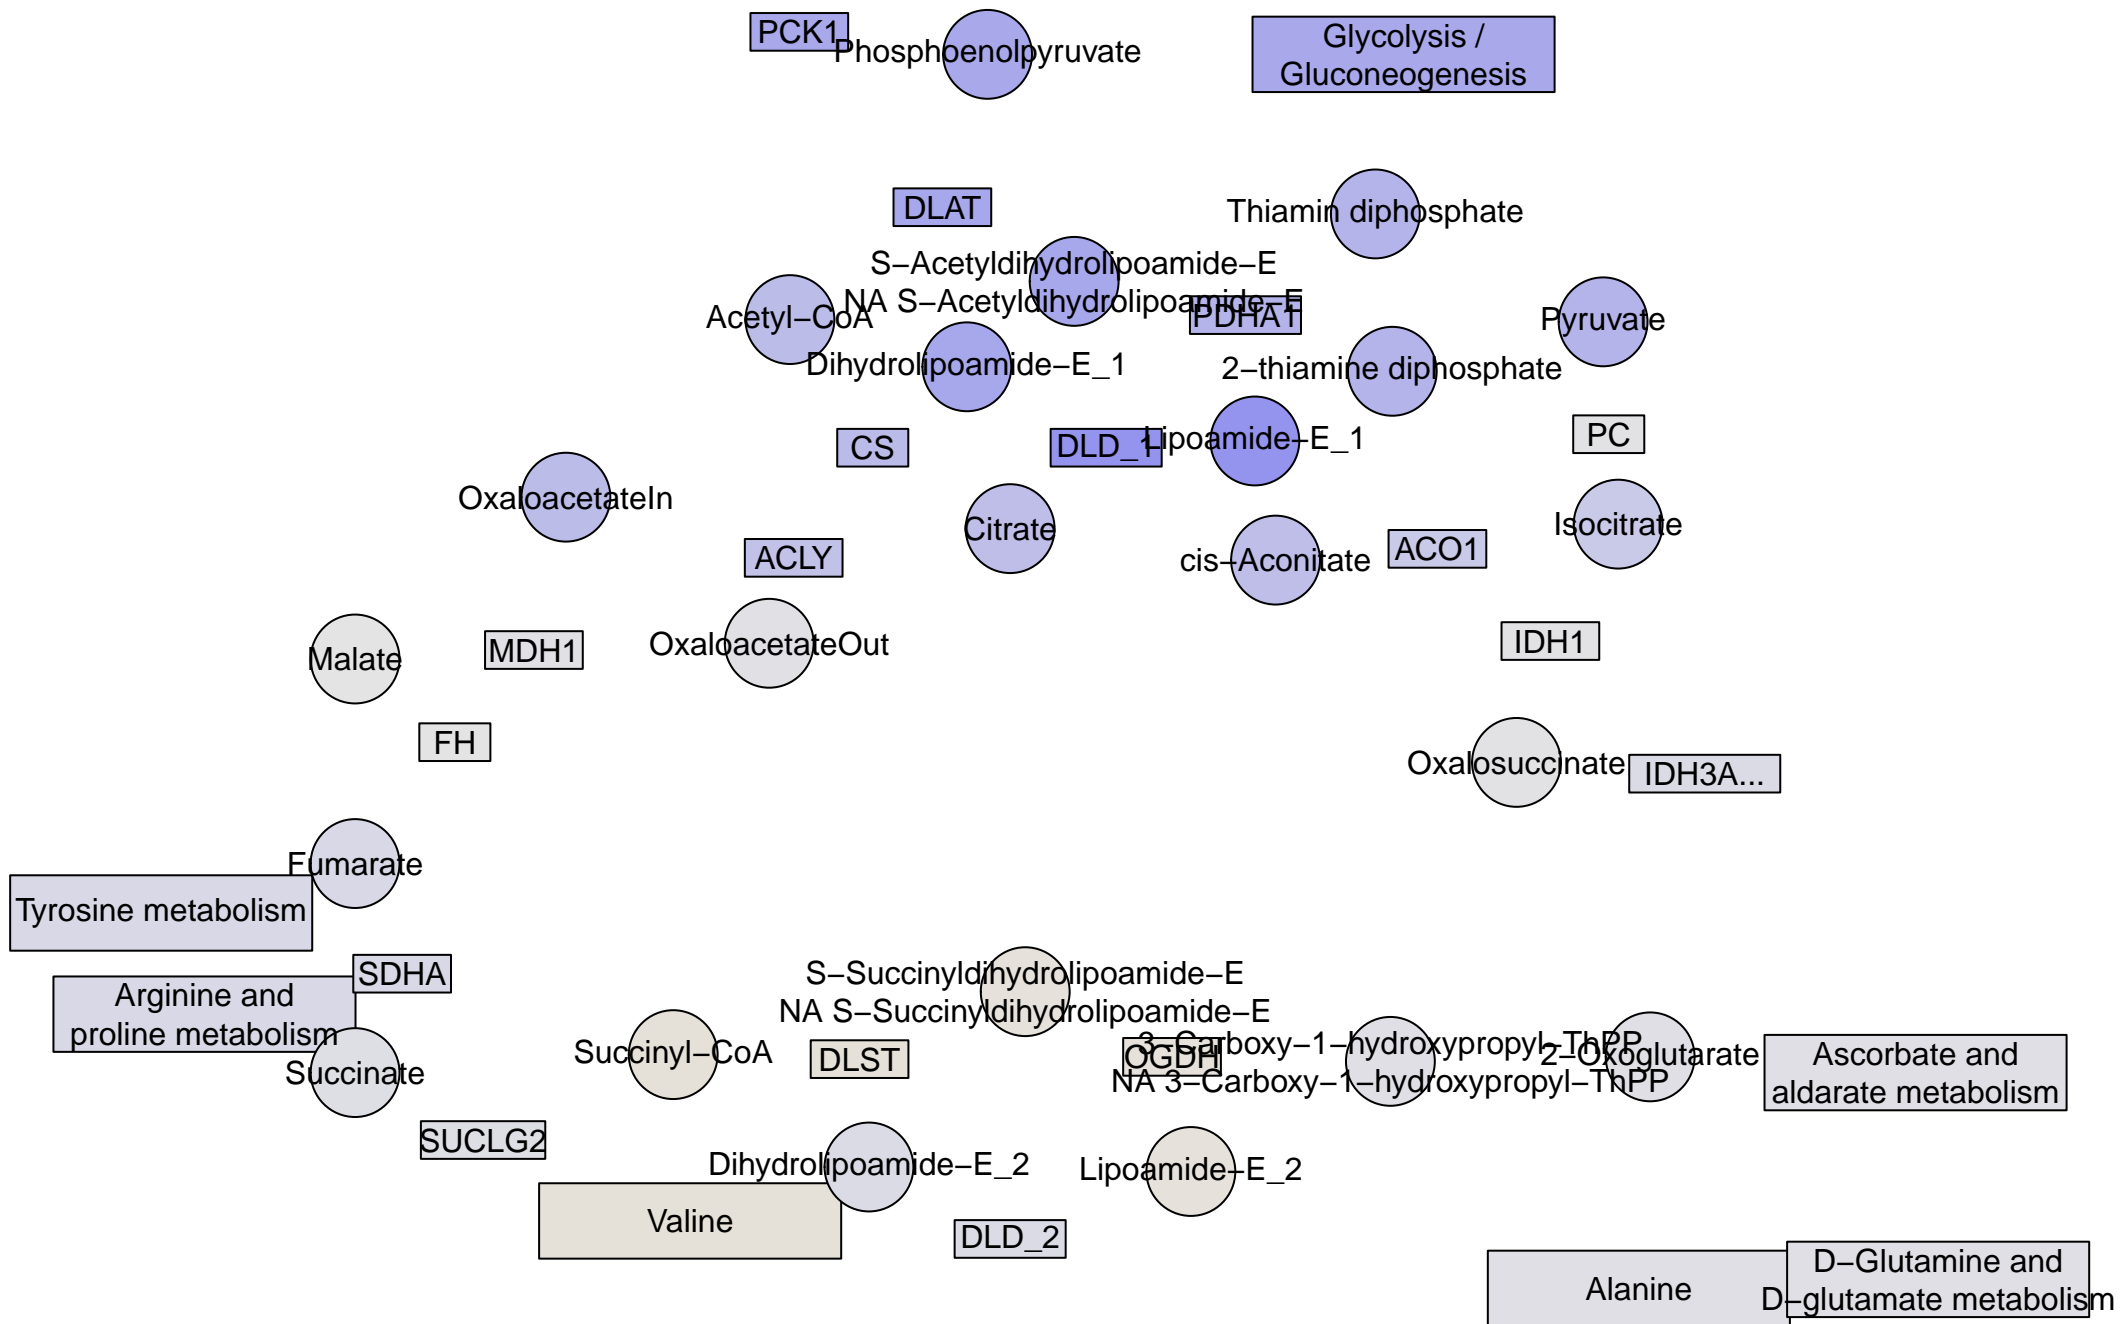 PCK1
Phosphoenolpyruvate
Glycolysis /
Gluconeogenesis
DLAT
Thiamin diphosphate
S−Acetyldihydrolipoamide−E
NA S−Acetyldihydrolipoamide−E
Acetyl−CoA
PDHA1
Pyruvate
Dihydrolipoamide−E_1
2−thiamine diphosphate
CS
DLD_1
Lipoamide−E_1
PC
OxaloacetateIn
Citrate
Isocitrate
ACLY
cis−Aconitate
ACO1
Malate
MDH1
OxaloacetateOut
IDH1
FH
Oxalosuccinate
IDH3A...
Fumarate
Tyrosine metabolism
SDHA
Arginine and
proline metabolism
S−Succinyldihydrolipoamide−E
NA S−Succinyldihydrolipoamide−E
Succinate
Succinyl−CoA
DLST
OGDH
3−Carboxy−1−hydroxypropyl−ThPP
NA 3−Carboxy−1−hydroxypropyl−ThPP
2−Oxoglutarate
Ascorbate and
aldarate metabolism
SUCLG2
Dihydrolipoamide−E_2
Lipoamide−E_2
Valine
DLD_2
Alanine
D−Glutamine and
D−glutamate metabolism